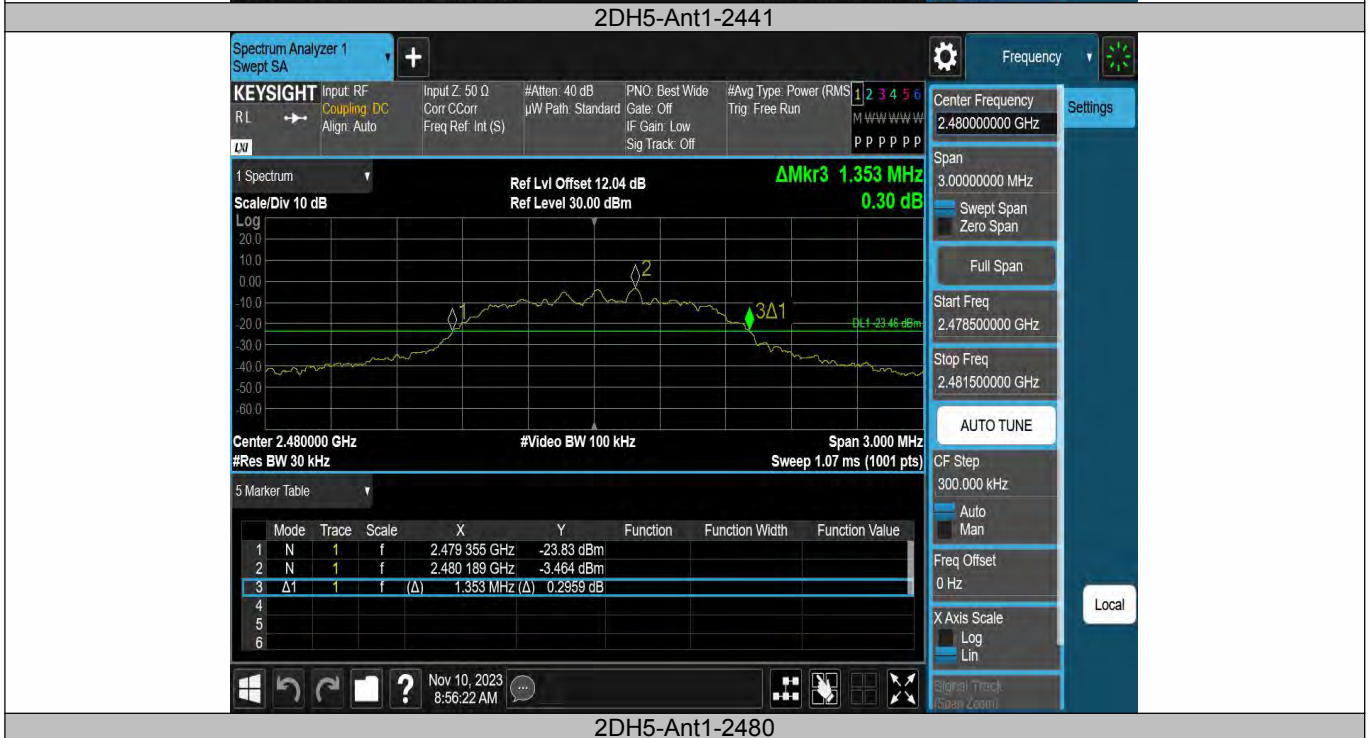 2DH5-Ant1-2441
Spectrum Analyzer 1
Swept SA
+
Frequency
KEYSIGHT
RL
LXI
Input: RF
Coupling: DC
Align: Auto
Input Z: 50 Ω
Corr CCorr
Freq Ref: Int (S)
#Atten: 40 dB
µW Path: Standard
PNO: Best Wide
Gate: Off
IF Gain: Low
Sig Track: Off
#Avg Type: Power (RMS
Trig: Free Run
1 2 3 4 5 6
M W W W W W
P P P P P P
1 Spectrum
Scale/Div 10 dB
Ref Lvl Offset 12.04 dB
Ref Level 30.00 dBm
ΔMkr3 1.353 MHz
0.30 dB
Log
20.0
10.0
0.00
-10.0
-20.0
-30.0
-40.0
-50.0
-60.0
1
2
3Δ1
DL1 -23.46 dBm
Center 2.480000 GHz
#Res BW 30 kHz
#Video BW 100 kHz
Span 3.000 MHz
Sweep 1.07 ms (1001 pts)
5 Marker Table
Mode Trace Scale X Y Function Function Width Function Value
1 N 1 f 2.479 355 GHz -23.83 dBm
2 N 1 f 2.480 189 GHz -3.464 dBm
3 Δ1 1 f (Δ) 1.353 MHz (Δ) 0.2959 dB
4
5
6
Nov 10, 2023
8:56:22 AM
Center Frequency
2.480000000 GHz
Settings
Span
3.00000000 MHz
Swept Span
Zero Span
Full Span
Start Freq
2.478500000 GHz
Stop Freq
2.481500000 GHz
AUTO TUNE
CF Step
300.000 kHz
Auto
Man
Freq Offset
0 Hz
X Axis Scale
Log
Lin
Local
Signal Track
(Span Zoom)
2DH5-Ant1-2480